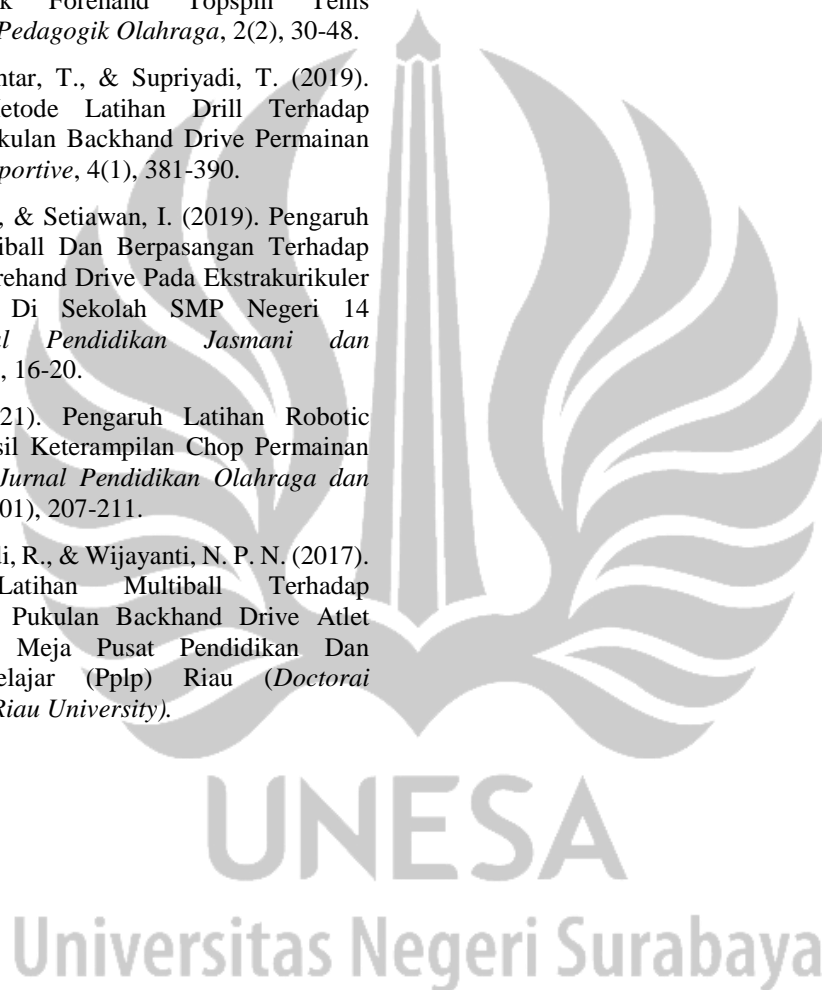 k Forehand Topspin Tenis
Pedagogik Olahraga, 2(2), 30-48.
ntar, T., & Supriyadi, T. (2019).
etode Latihan Drill Terhadap
kulan Backhand Drive Permainan
portive, 4(1), 381-390.
, & Setiawan, I. (2019). Pengaruh
iball Dan Berpasangan Terhadap
rehand Drive Pada Ekstrakurikuler
Di Sekolah SMP Negeri 14
al Pendidikan Jasmani dan
, 16-20.
21). Pengaruh Latihan Robotic
sil Keterampilan Chop Permainan
Jurnal Pendidikan Olahraga dan
01), 207-211.
di, R., & Wijayanti, N. P. N. (2017).
Latihan Multiball Terhadap
Pukulan Backhand Drive Atlet
Meja Pusat Pendidikan Dan
elajar (Pplp) Riau (Doctorai
Riau University).
UNESA
Universitas Negeri Surabaya